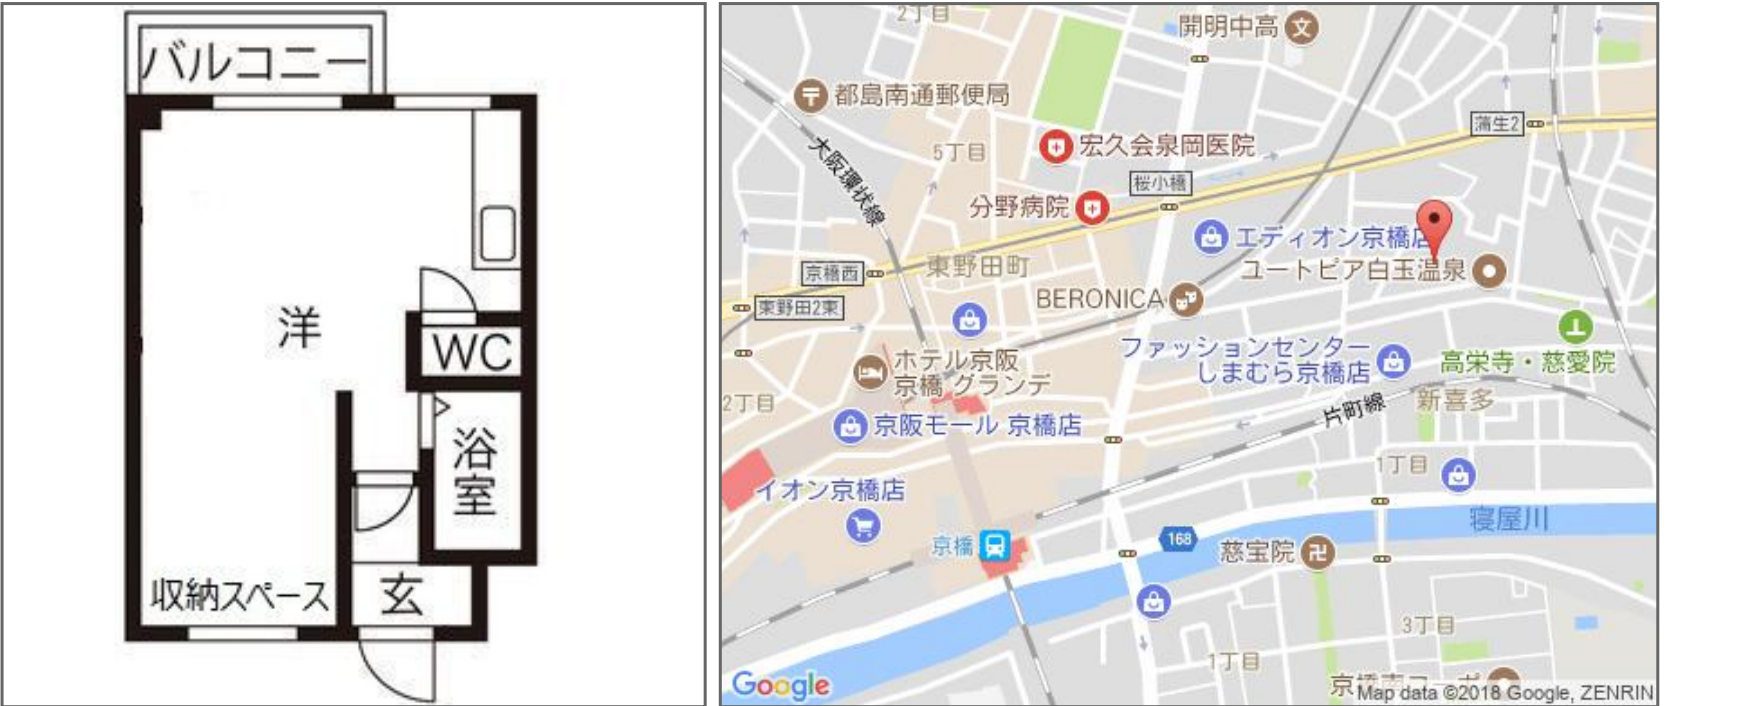 バルコニー
洋
WC
浴室
収納スペース
玄
2丁目
開明中高
文
都島南通郵便局
蒲生2
大阪環状線
5丁目
宏久会泉岡医院
桜小橋
分野病院
エディオン京橋店
京橋西
東野田町
ユートピア白玉温泉
東野田2東
BERONICA
ホテル京阪
京橋 グランデ
ファッションセンター
しまむら京橋店
高栄寺・慈愛院
2丁目
片町線
新喜多
京阪モール 京橋店
1丁目
イオン京橋店
寝屋川
京橋
168
慈宝院
卍
3丁目
1丁目
Google
Map data ©2018 Google, ZENRIN